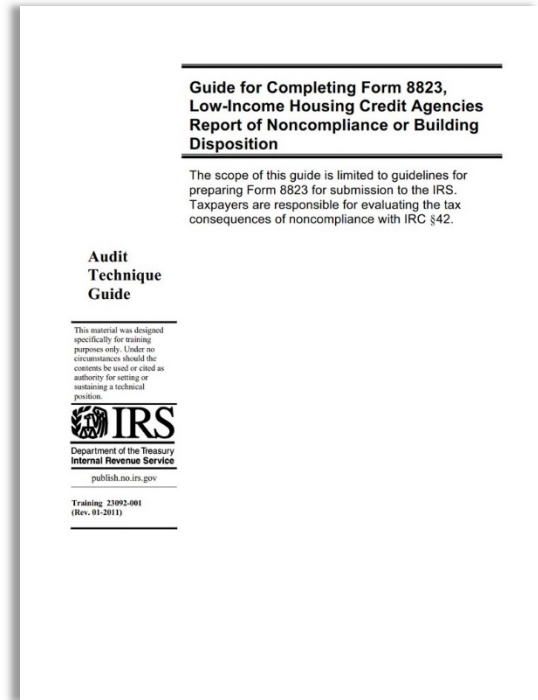 Guide for Completing Form 8823,
Low-Income Housing Credit Agencies
Report of Noncompliance or Building
Disposition
The scope of this guide is limited to guidelines for
preparing Form 8823 for submission to the IRS.
Taxpayers are responsible for evaluating the tax
consequences of noncompliance with IRC §42.
Audit
Technique
Guide
This material was designed
specifically for training
purposes only. Under no
circumstances should the
contents be used or cited as
authority for setting or
sustaining a technical
position.
IRS
Department of the Treasury
Internal Revenue Service
publish.no.irs.gov
Training 23092-001
(Rev. 01-2011)